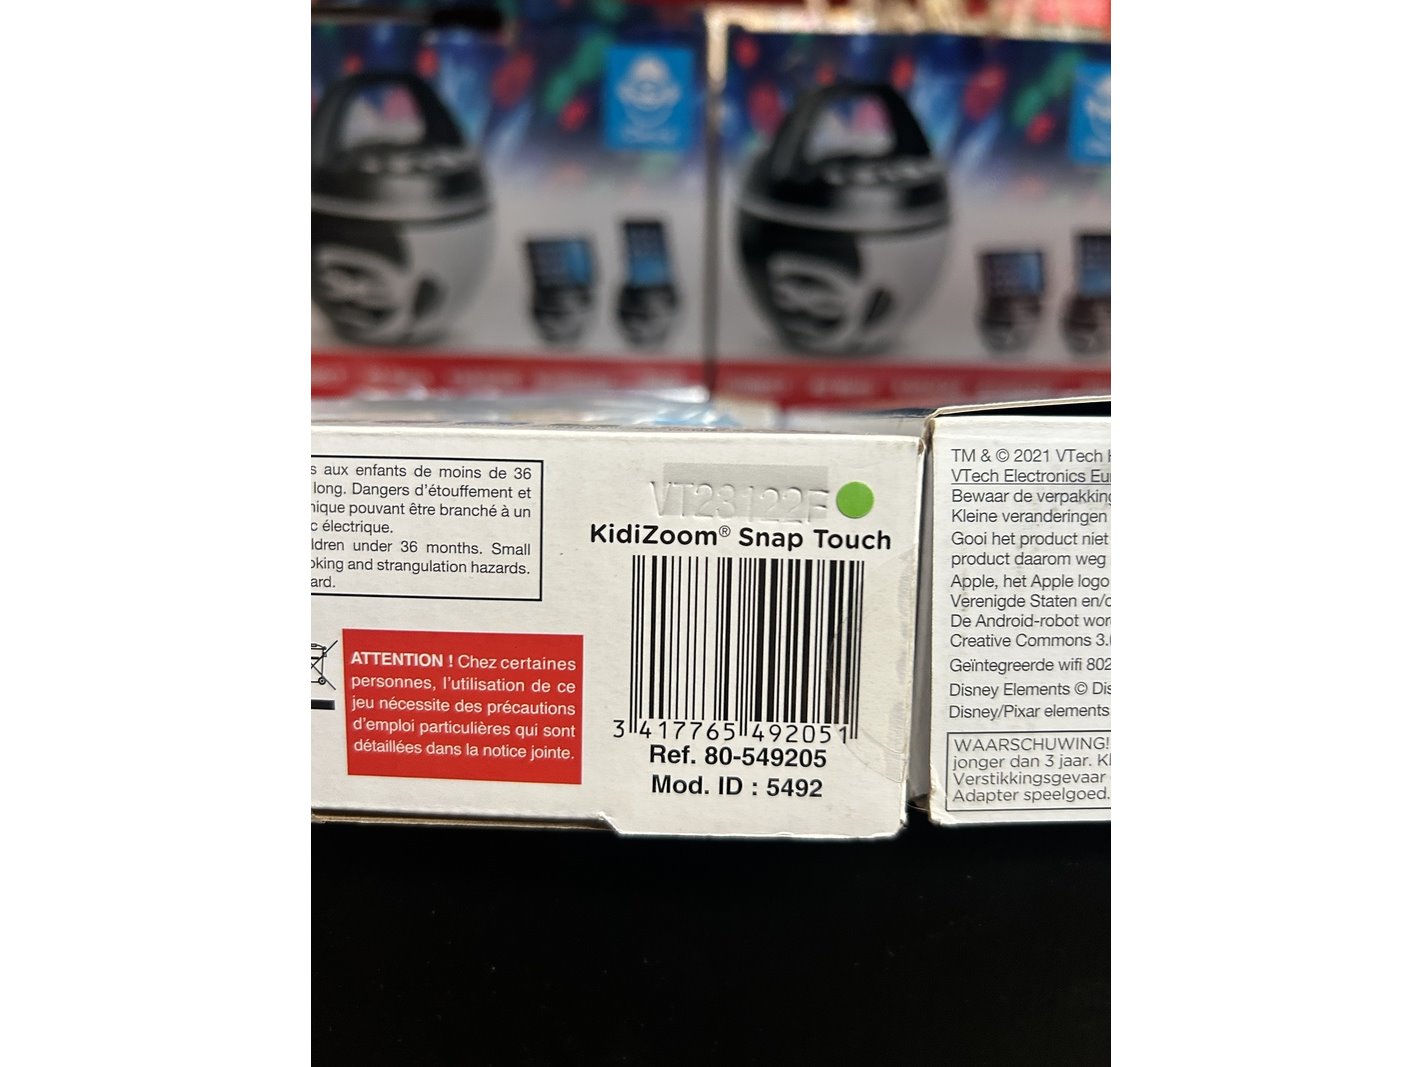 s aux enfants de moins de 36
long. Dangers d'étouffement et
nique pouvant être branché à un
c électrique.
ldren under 36 months. Small
oking and strangulation hazards.
ard.
ATTENTION ! Chez certaines
personnes, l'utilisation de ce
jeu nécessite des précautions
d'emploi particulières qui sont
détaillées dans la notice jointe.
VT23122F
KidiZoom® Snap Touch
3 417765 492051
Ref. 80-549205
Mod. ID : 5492
TM & © 2021 VTech
VTech Electronics Eu
Bewaar de verpakking
Kleine veranderingen
Gooi het product niet
product daarom weg
Apple, het Apple logo
Verenigde Staten en/o
De Android-robot wor
Creative Commons 3.
Geïntegreerde wifi 802
Disney Elements © Dis
Disney/Pixar elements
WAARSCHUWING!
jonger dan 3 jaar. Kl
Verstikkingsgevaar
Adapter speelgoed.